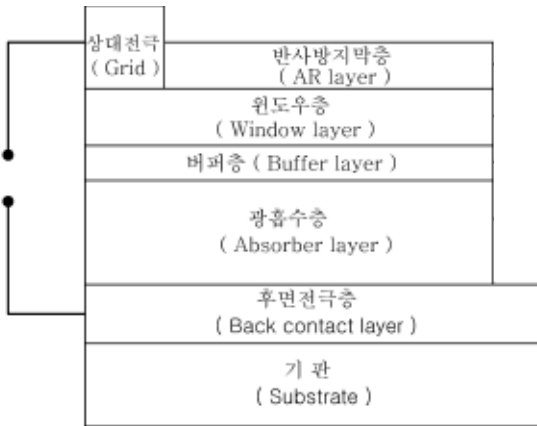 상대전극
( Grid )
반사방지막층
( AR layer )
윈도우층
( Window layer )
버퍼층 ( Buffer layer )
광흡수층
( Absorber layer )
후면전극층
( Back contact layer )
기 판
( Substrate )